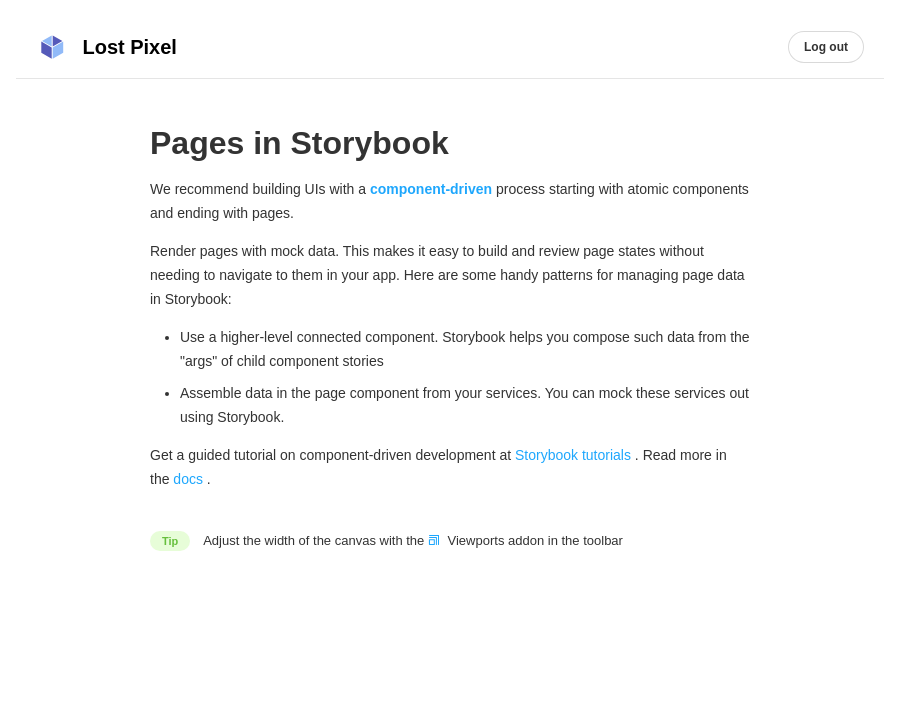 Lost Pixel
Log out
Pages in Storybook
We recommend building UIs with a component-driven process starting with atomic components
and ending with pages.
Render pages with mock data. This makes it easy to build and review page states without
needing to navigate to them in your app. Here are some handy patterns for managing page data
in Storybook:
• Use a higher-level connected component. Storybook helps you compose such data from the
"args" of child component stories
• Assemble data in the page component from your services. You can mock these services out
using Storybook.
Get a guided tutorial on component-driven development at Storybook tutorials . Read more in
the docs .
Tip Adjust the width of the canvas with the Viewports addon in the toolbar